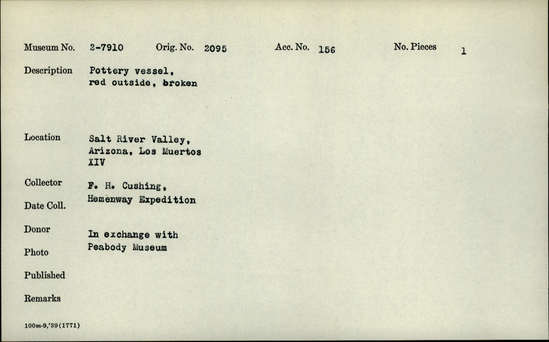 Museum No. 2-7910 Orig. No. 2095 Acc. No. 156 No. Pieces 1
Description Pottery vessel,
red outside, broken
Location Salt River Valley,
Arizona, Los Muertos
XIV
Collector F. H. Cushing,
Date Coll. Hemenway Expedition
Donor In exchange with
Photo Peabody Museum
Published
Remarks
100m-9,'39(1771)